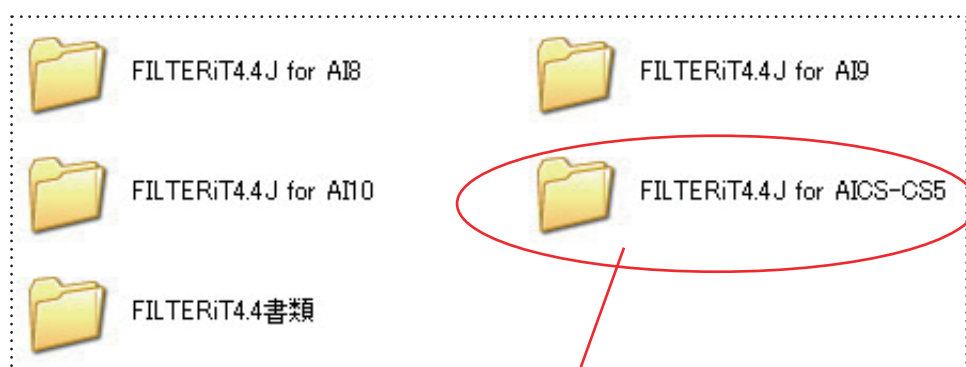 FILTERiT4.4J for AI8
FILTERiT4.4J for AI9
FILTERiT4.4J for AI10
FILTERiT4.4J for AICS-CS5
FILTERiT4.4書類